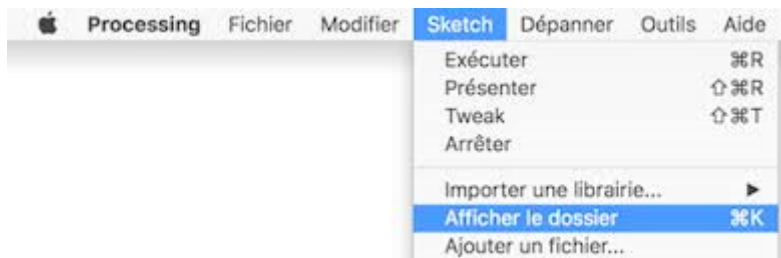 Processing Fichier Modifier Sketch Dépanner Outils Aide
Exécuter ⌘R
Présenter ⇧⌘R
Tweak ⇧⌘T
Arrêter
Importer une librairie... ▶
Afficher le dossier ⌘K
Ajouter un fichier...